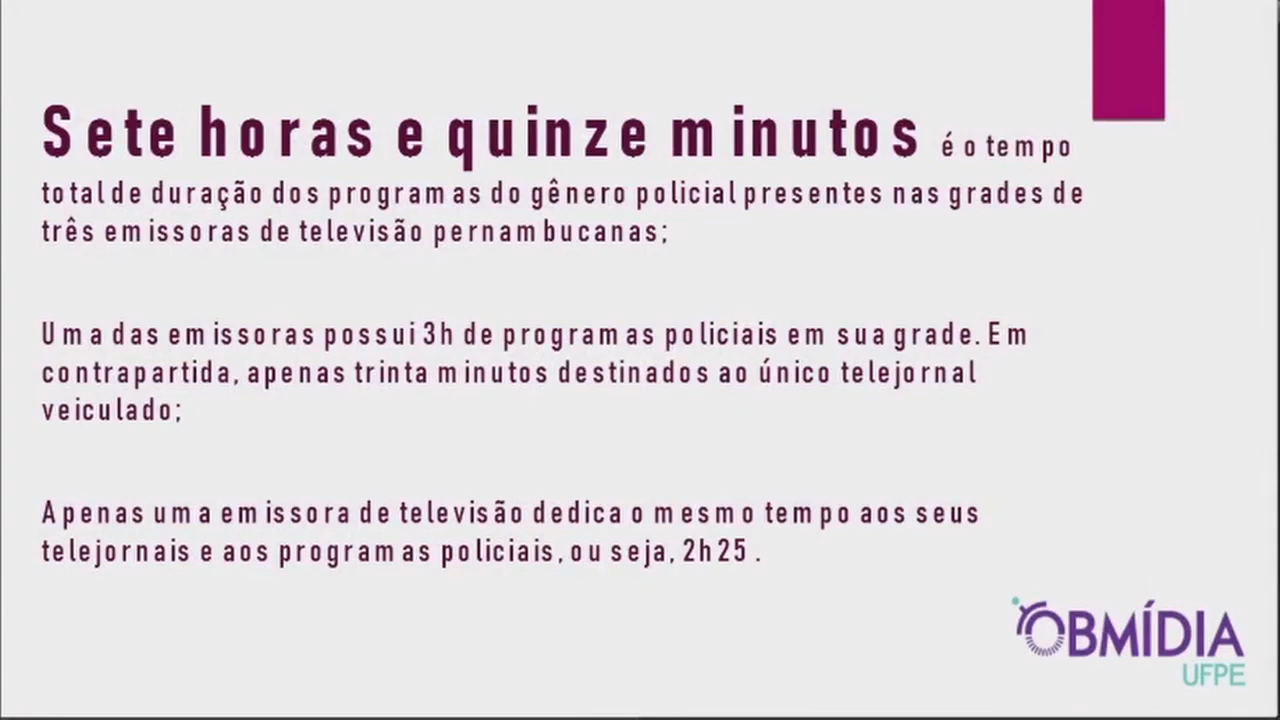 Sete horas e quinze minutos é o tempo
total de duração dos programas do gênero policial presentes nas grades de
três emissoras de televisão pernambucanas;
Uma das emissoras possui 3h de programas policiais em sua grade. Em
contrapartida, apenas trinta minutos destinados ao único telejornal
veiculado;
Apenas uma emissora de televisão dedica o mesmo tempo aos seus
telejornais e aos programas policiais, ou seja, 2h25 .
OBMÍDIA
UFPE